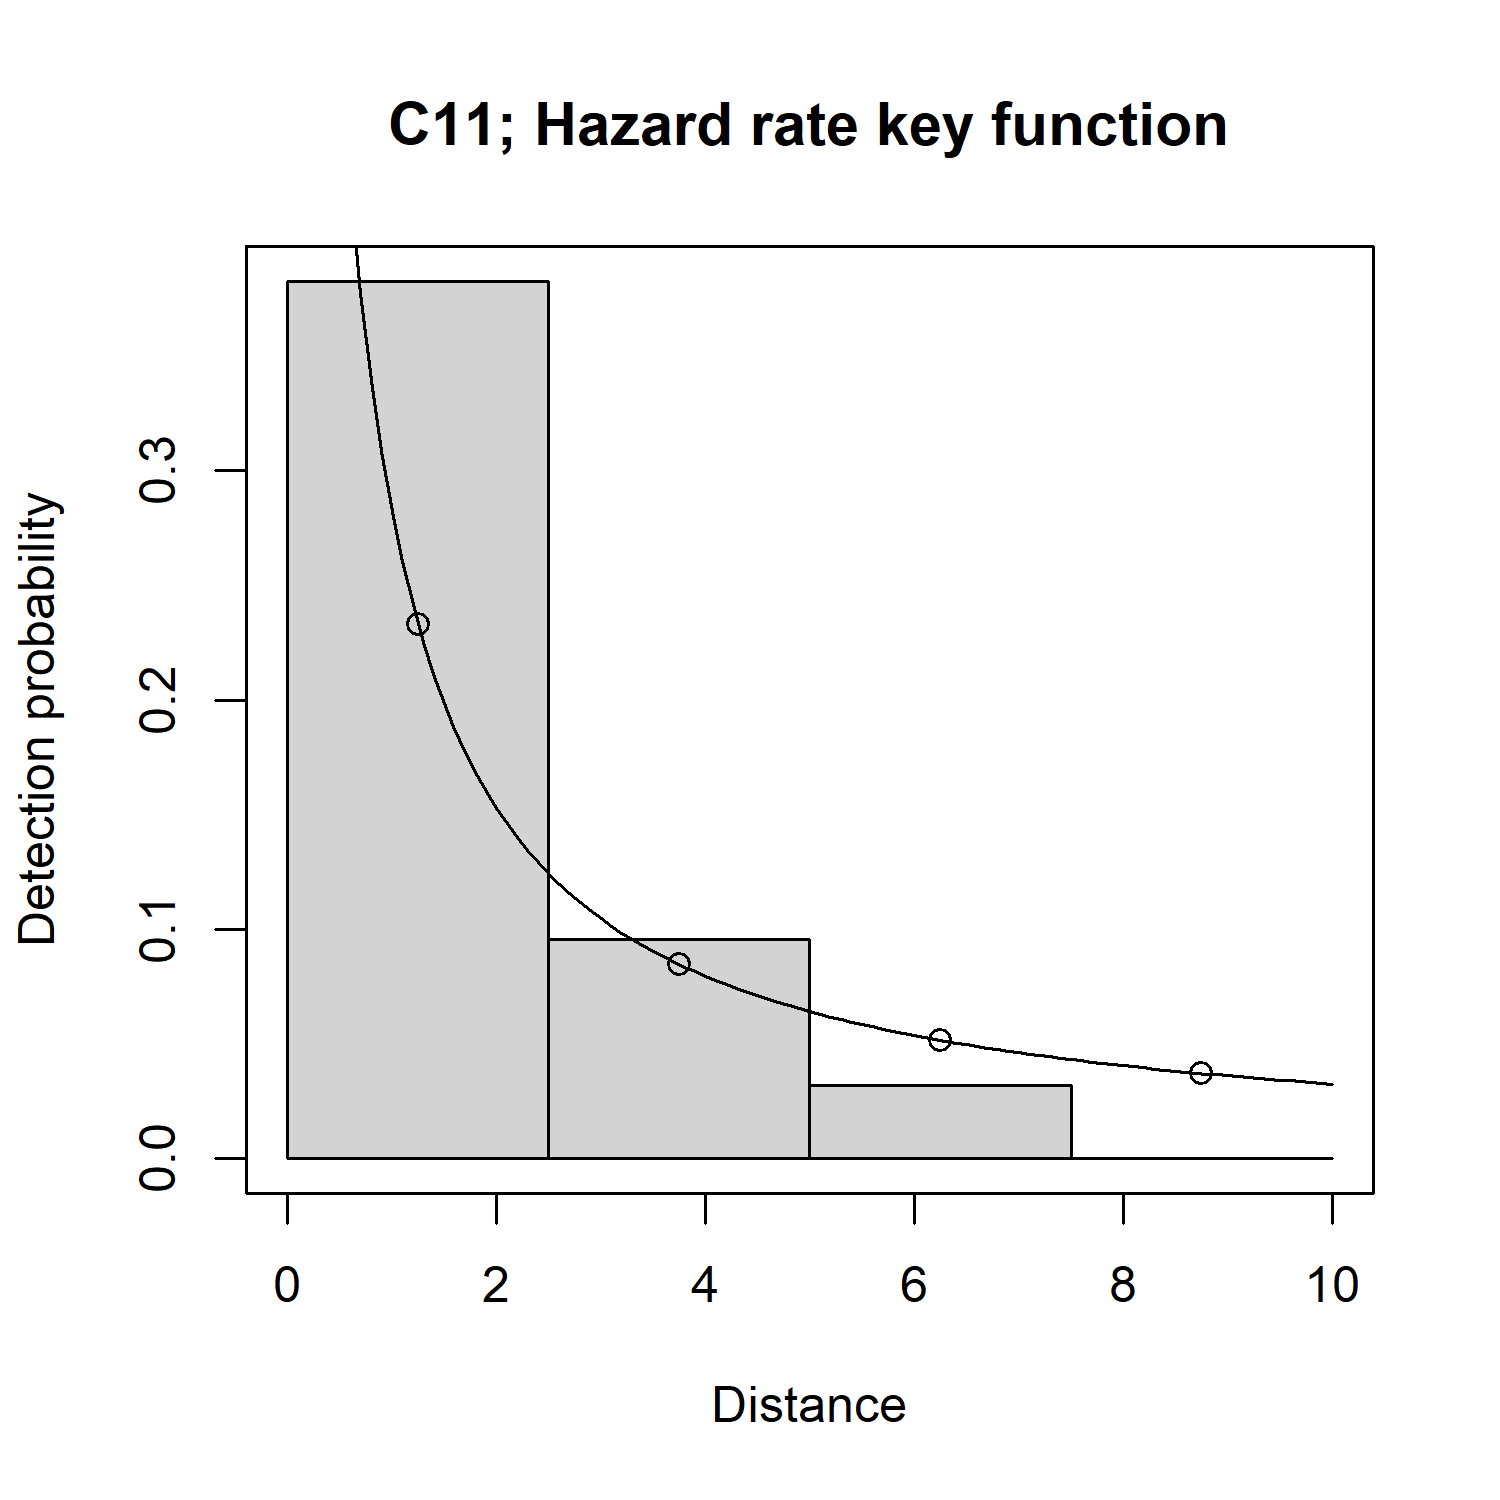 C11; Hazard rate key function
Detection probability
0.3
0.2
0.1
0.0
0 2 4 6 8 10
Distance